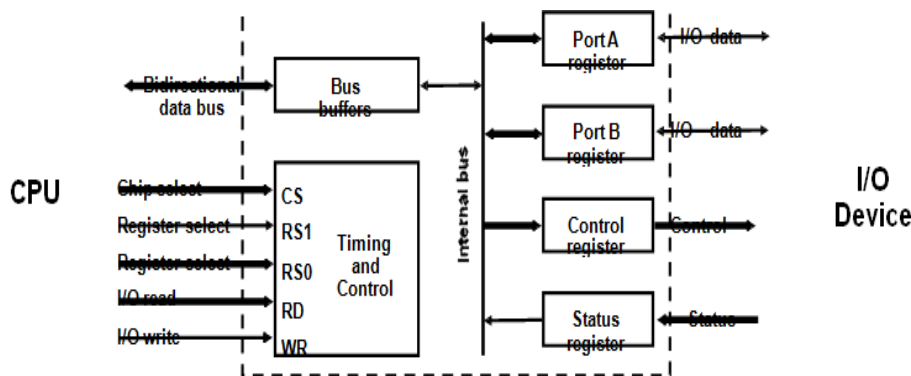 CPU
Bidirectional
data bus
Bus
buffers
Chip select
Register select
Register select
I/O read
I/O write
CS
RS1
RS0
RD
WR
Timing
and
Control
Internal bus
Port A
register
I/O data
Port B
register
I/O data
Control
register
Control
Status
register
Status
I/O
Device